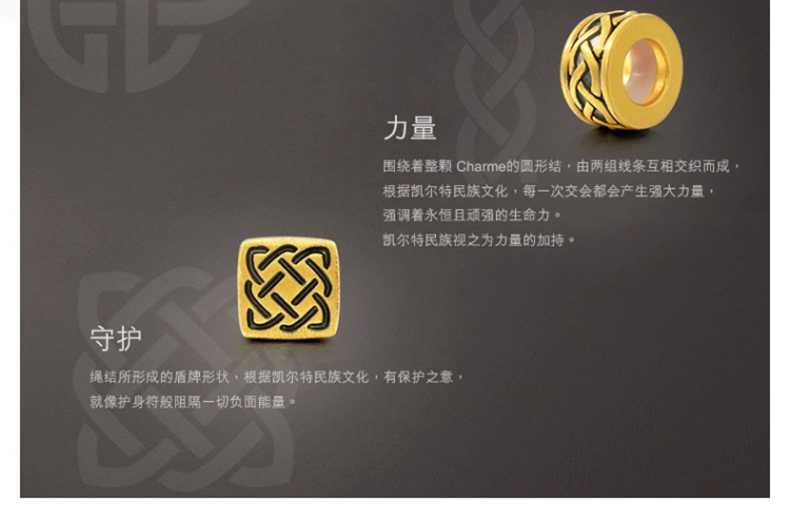 力量
围绕着整颗 Charme的圆形结，由两组线条互相交织而成，
根据凯尔特民族文化，每一次交会都会产生强大力量，
强调着永恒且顽强的生命力。
凯尔特民族视之为力量的加持。
守护
绳结所形成的盾牌形状，根据凯尔特民族文化，有保护之意，
就像护身符般阻隔一切负面能量。